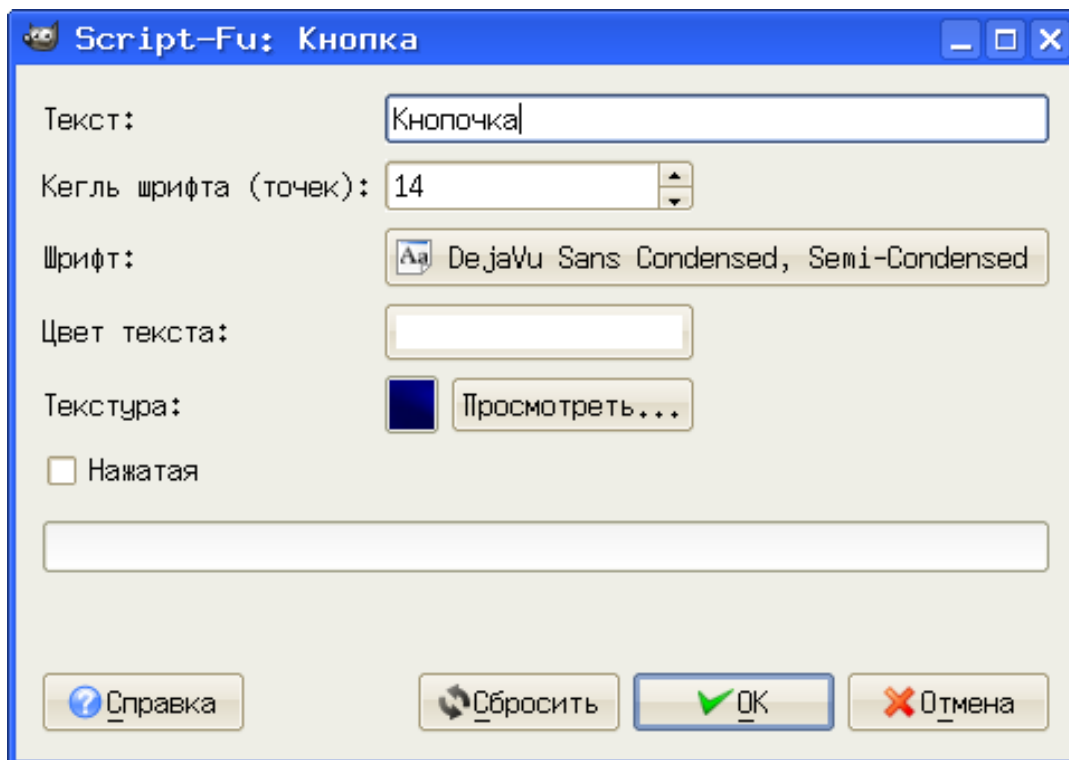 Script-Fu: Кнопка
Текст: Кнопочка
Кегль шрифта (точек): 14
Шрифт: Aa DejaVu Sans Condensed, Semi-Condensed
Цвет текста:
Текстура: Просмотреть...
Нажатая
Справка Сбросить OK Отмена